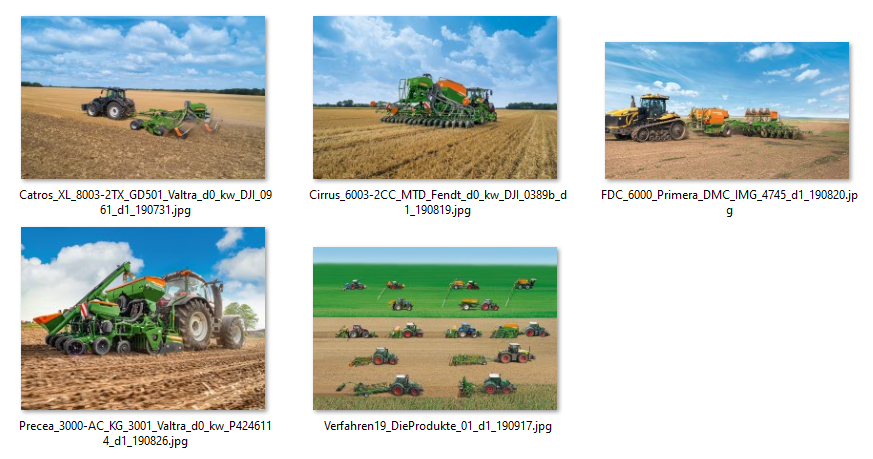 Catros_XL_8003-2TX_GD501_Valtra_d0_kw_DJI_09
61_d1_190731.jpg
Cirrus_6003-2CC_MTD_Fendt_d0_kw_DJI_0389b_d
1_190819.jpg
FDC_6000_Primera_DMC_IMG_4745_d1_190820.jp
g
Precea_3000-AC_KG_3001_Valtra_d0_kw_P424611
4_d1_190826.jpg
Verfahren19_DieProdukte_01_d1_190917.jpg